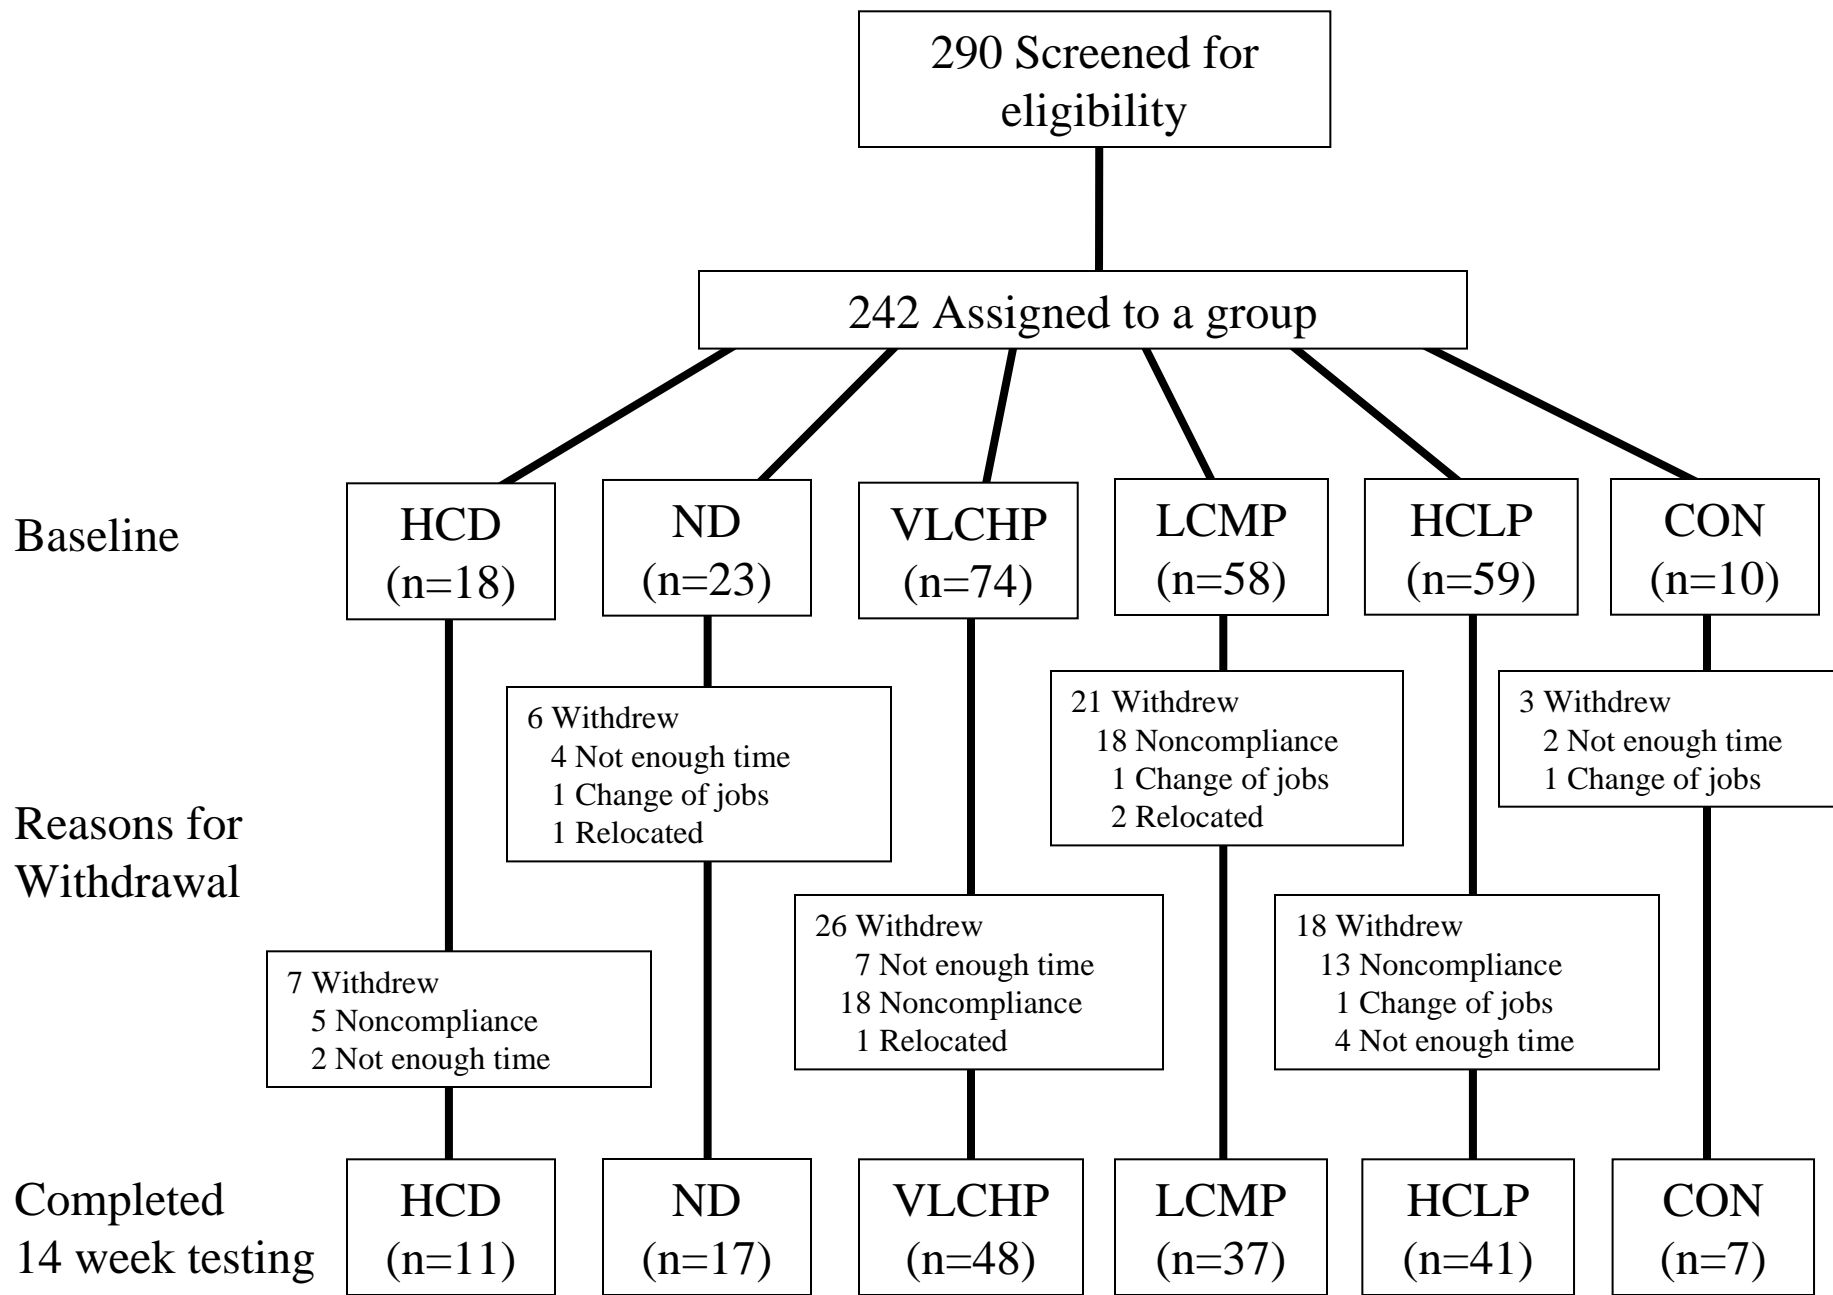 290 Screened for
eligibility
242 Assigned to a group
Baseline
HCD
(n=18)
ND
(n=23)
VLCHP
(n=74)
LCMP
(n=58)
HCLP
(n=59)
CON
(n=10)
Reasons for
Withdrawal
7 Withdrew
5 Noncompliance
2 Not enough time
6 Withdrew
4 Not enough time
1 Change of jobs
1 Relocated
26 Withdrew
7 Not enough time
18 Noncompliance
1 Relocated
21 Withdrew
18 Noncompliance
1 Change of jobs
2 Relocated
18 Withdrew
13 Noncompliance
1 Change of jobs
4 Not enough time
3 Withdrew
2 Not enough time
1 Change of jobs
Completed
14 week testing
HCD
(n=11)
ND
(n=17)
VLCHP
(n=48)
LCMP
(n=37)
HCLP
(n=41)
CON
(n=7)